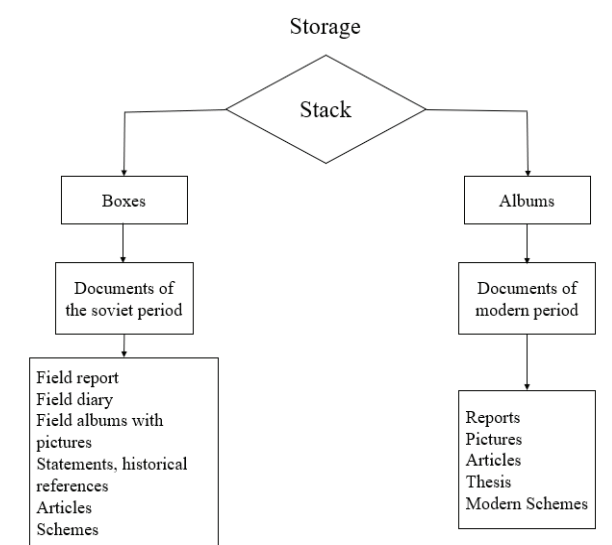 Storage
Stack
Boxes
Albums
Documents of
the soviet period
Documents of
modern period
Field report
Field diary
Field albums with
pictures
Statements, historical
references
Articles
Schemes
Reports
Pictures
Articles
Thesis
Modern Schemes